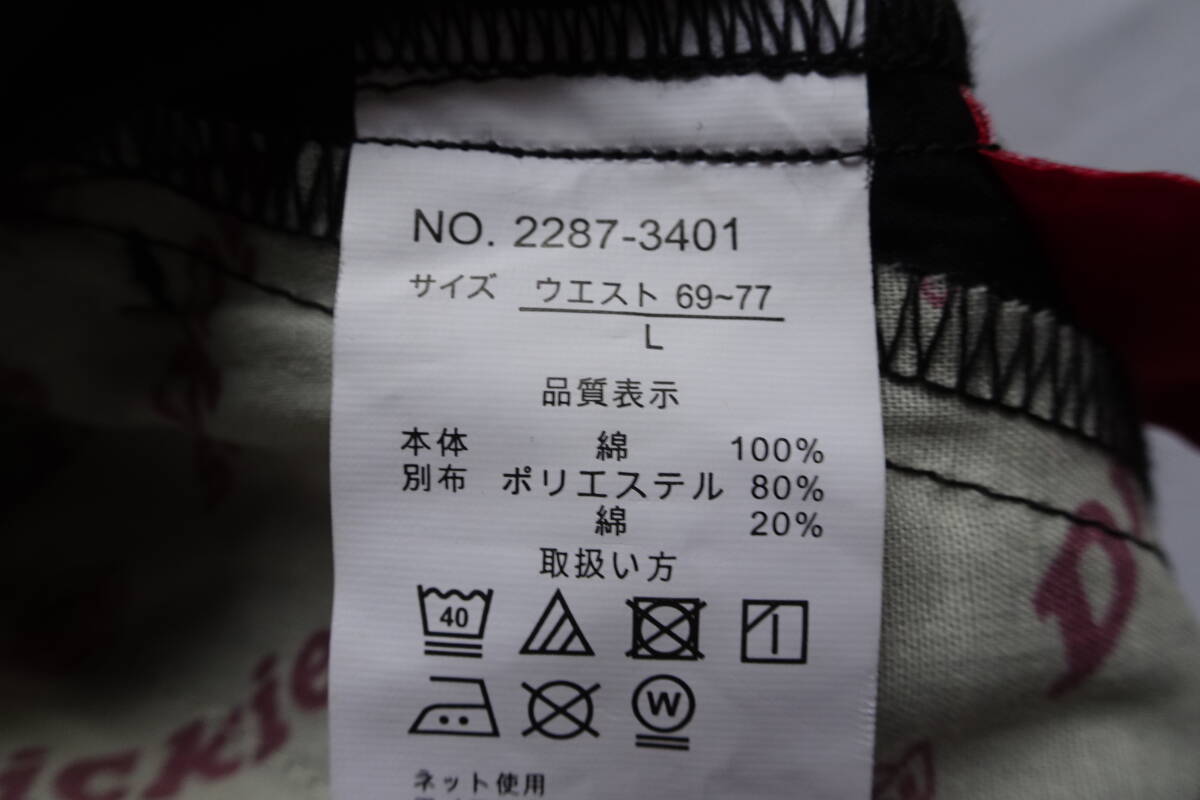 NO. 2287-3401
サイズ ウエスト 69~77
L
品質表示
本体 綿 100%
別布 ポリエステル 80%
綿 20%
取扱い方
40
W
ネット使用
ickie